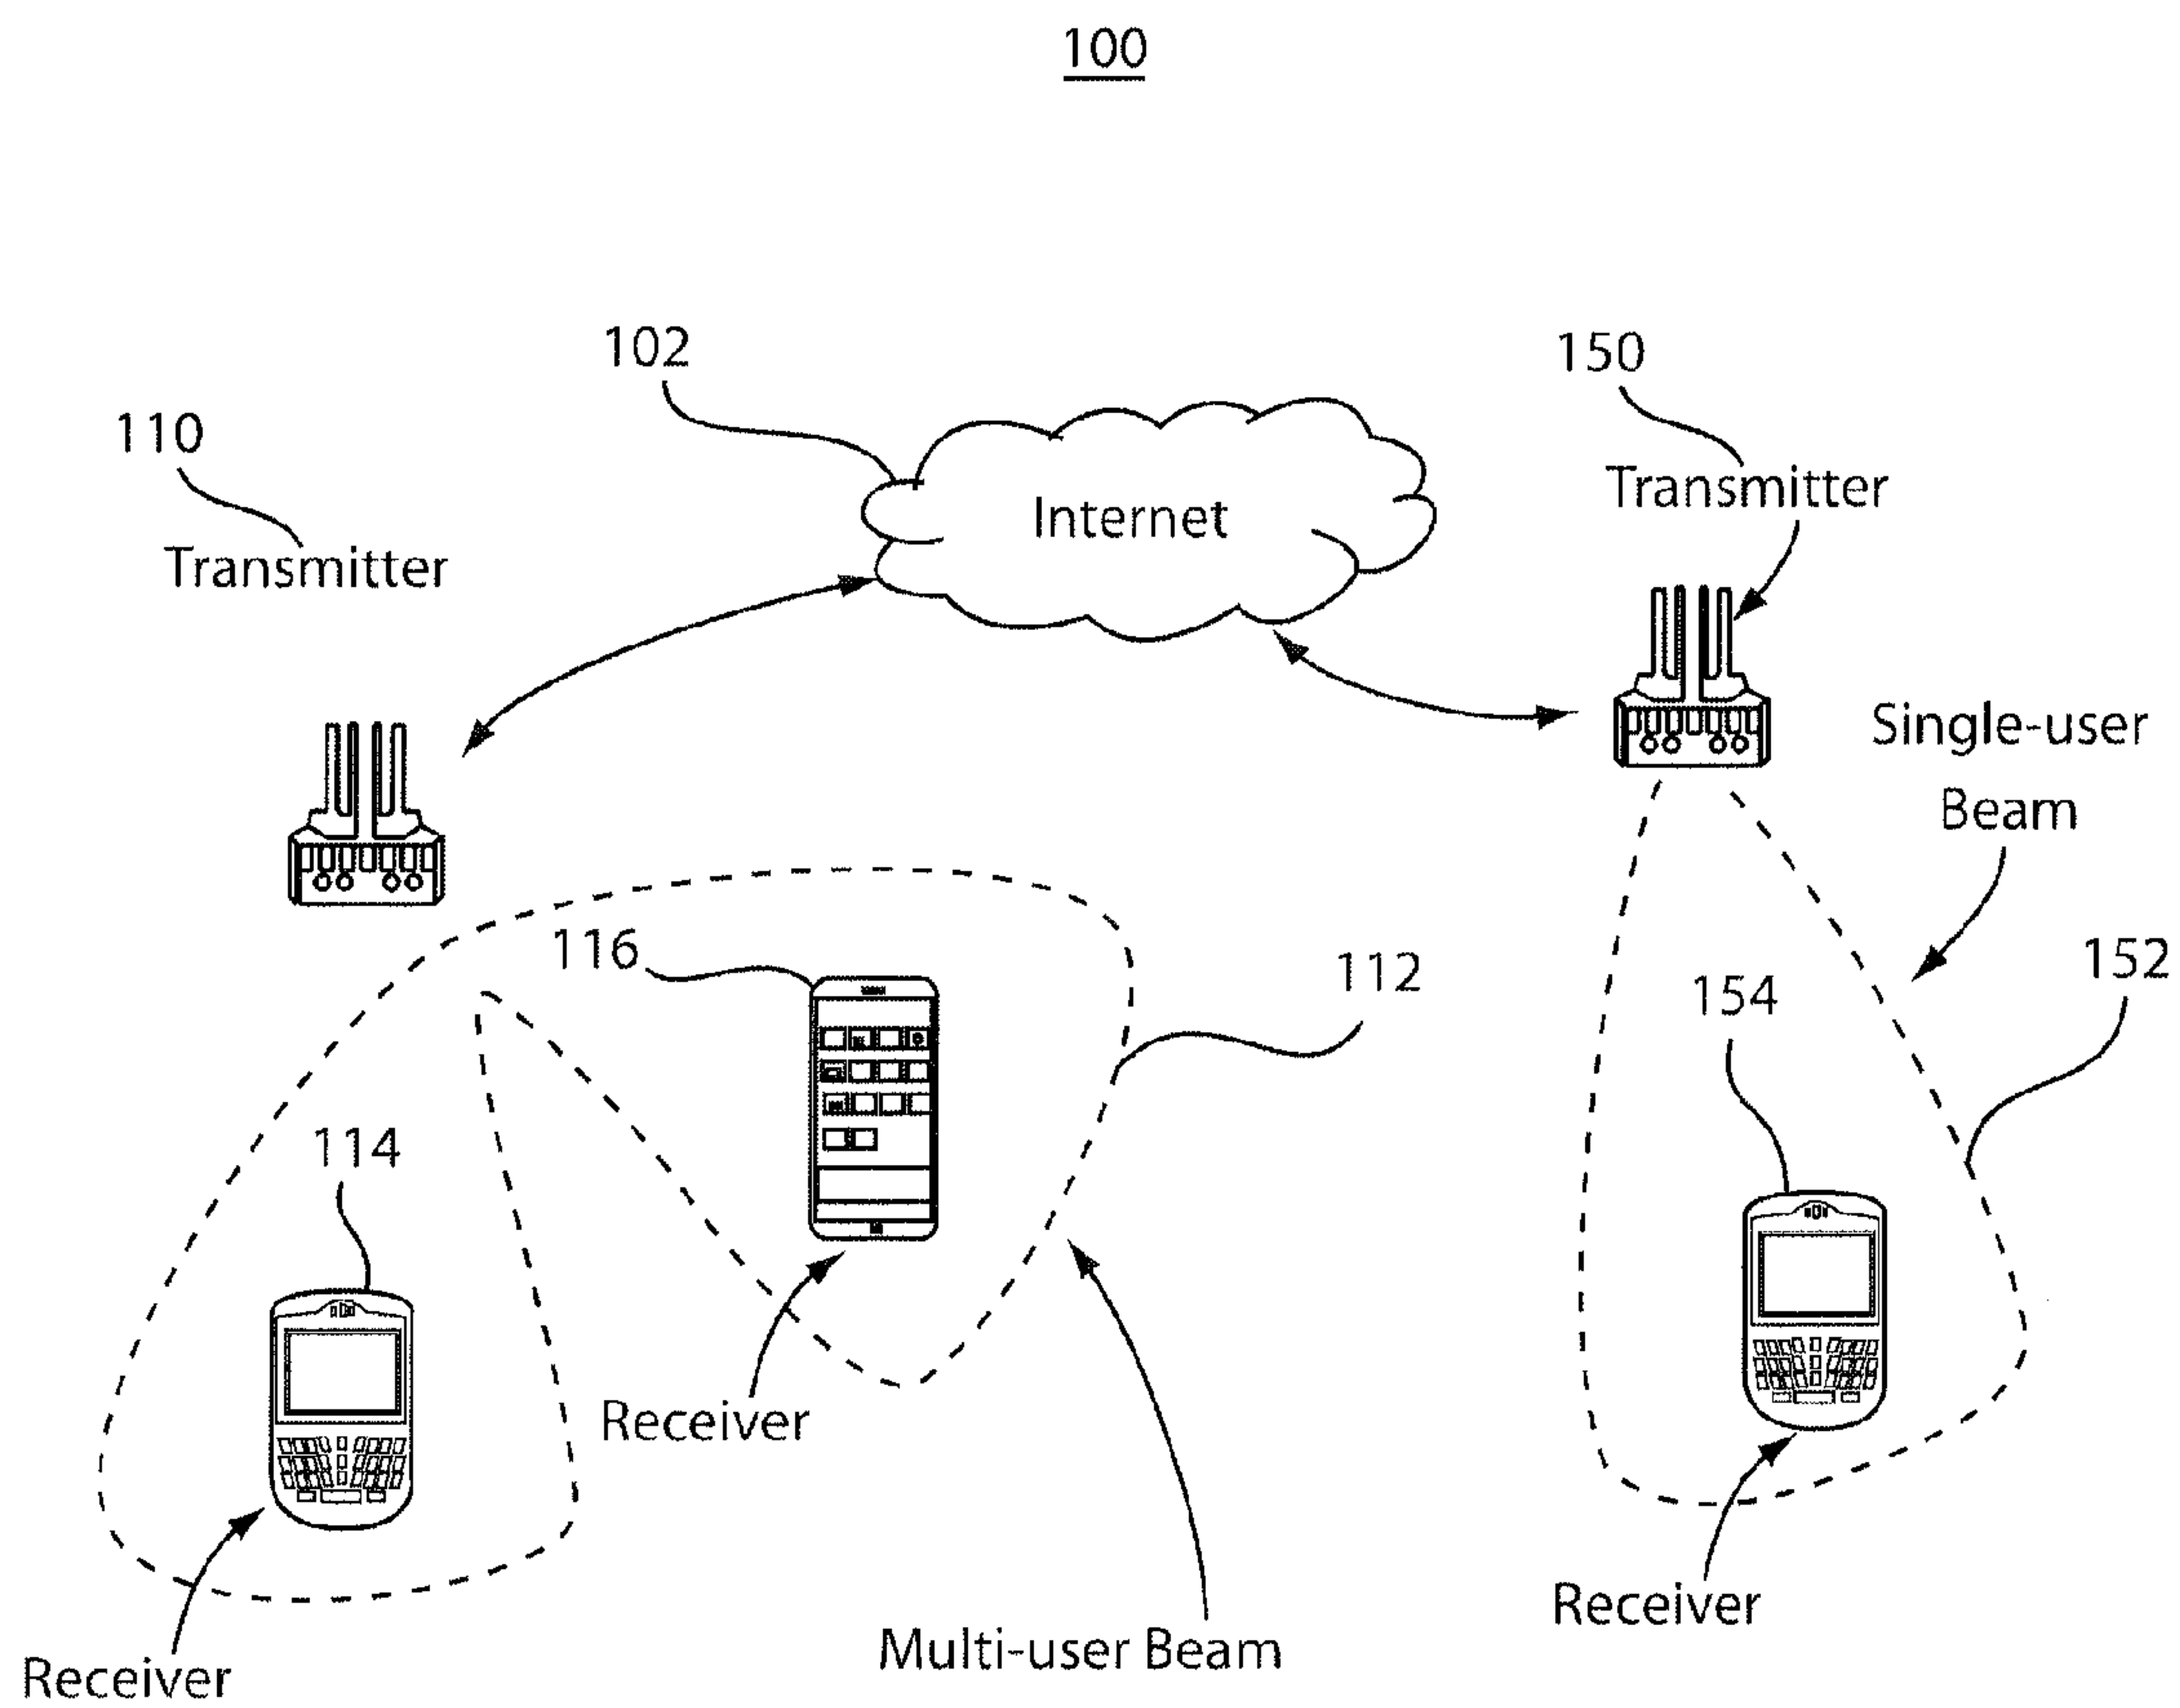 100
102
150
110
Transmitter
Internet
Transmitter
Single-user
Beam
116
112
152
154
114
Receiver
Receiver
Multi-user Beam
Receiver